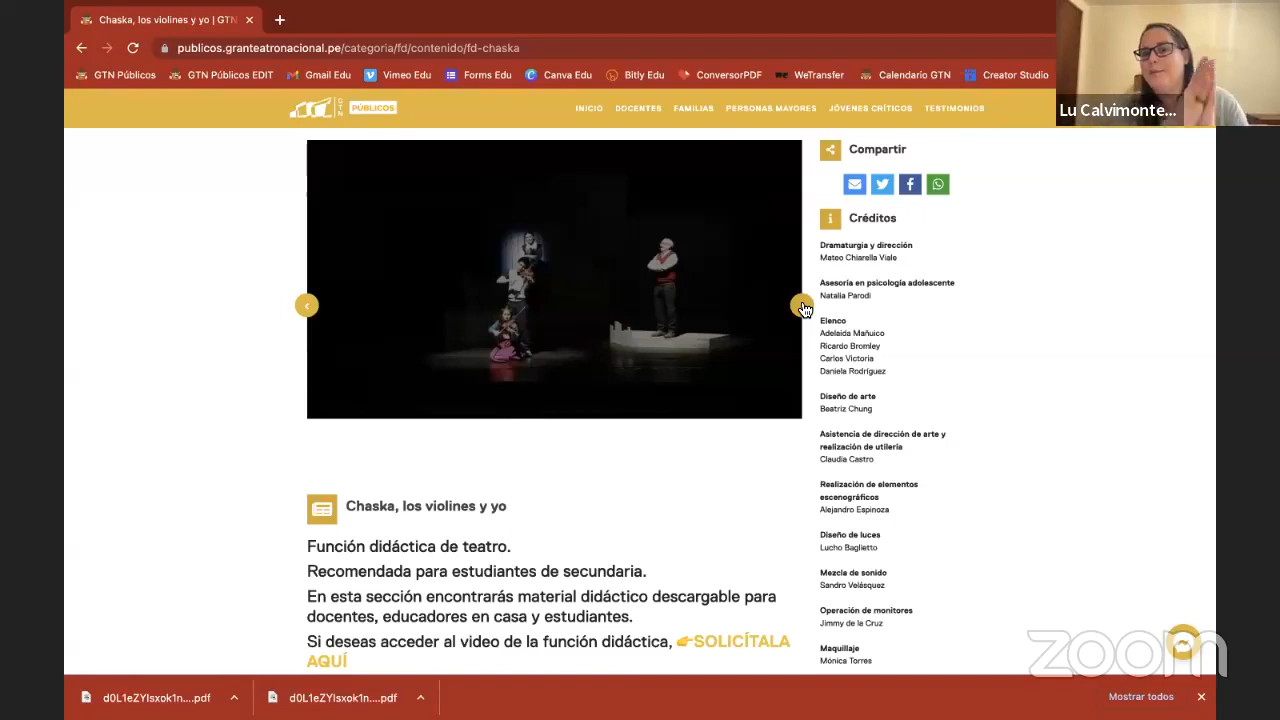 Chaska, los violines y yo | GTN
publicos.granteatronacional.pe/categoria/fd/contenido/fd-chaska
GTN Públicos
GTN Públicos EDIT
Gmail Edu
Vimeo Edu
Forms Edu
Canva Edu
Bitly Edu
ConversorPDF
WeTransfer
Calendario GTN
Creator Studio
Lu Calvimonte...
GTN
PÚBLICOS
INICIO
DOCENTES
FAMILIAS
PERSONAS MAYORES
JÓVENES CRÍTICOS
TESTIMONIOS
Compartir
Créditos
Dramaturgia y dirección
Mateo Chiarella Viale
Asesoría en psicología adolescente
Natalia Parodi
Elenco
Adelaida Mañuico
Ricardo Bromley
Carlos Victoria
Daniela Rodríguez
Diseño de arte
Beatriz Chung
Asistencia de dirección de arte y
realización de utilería
Claudia Castro
Realización de elementos
escenográficos
Alejandro Espinoza
Diseño de luces
Lucho Baglietto
Mezcla de sonido
Sandro Velásquez
Operación de monitores
Jimmy de la Cruz
Maquillaje
Mónica Torres
Chaska, los violines y yo
Función didáctica de teatro.
Recomendada para estudiantes de secundaria.
En esta sección encontrarás material didáctico descargable para
docentes, educadores en casa y estudiantes.
Si deseas acceder al video de la función didáctica, 👉SOLICÍTALA
AQUÍ
zoom
d0L1eZYIsxok1n....pdf
d0L1eZYIsxok1n....pdf
Mostrar todos